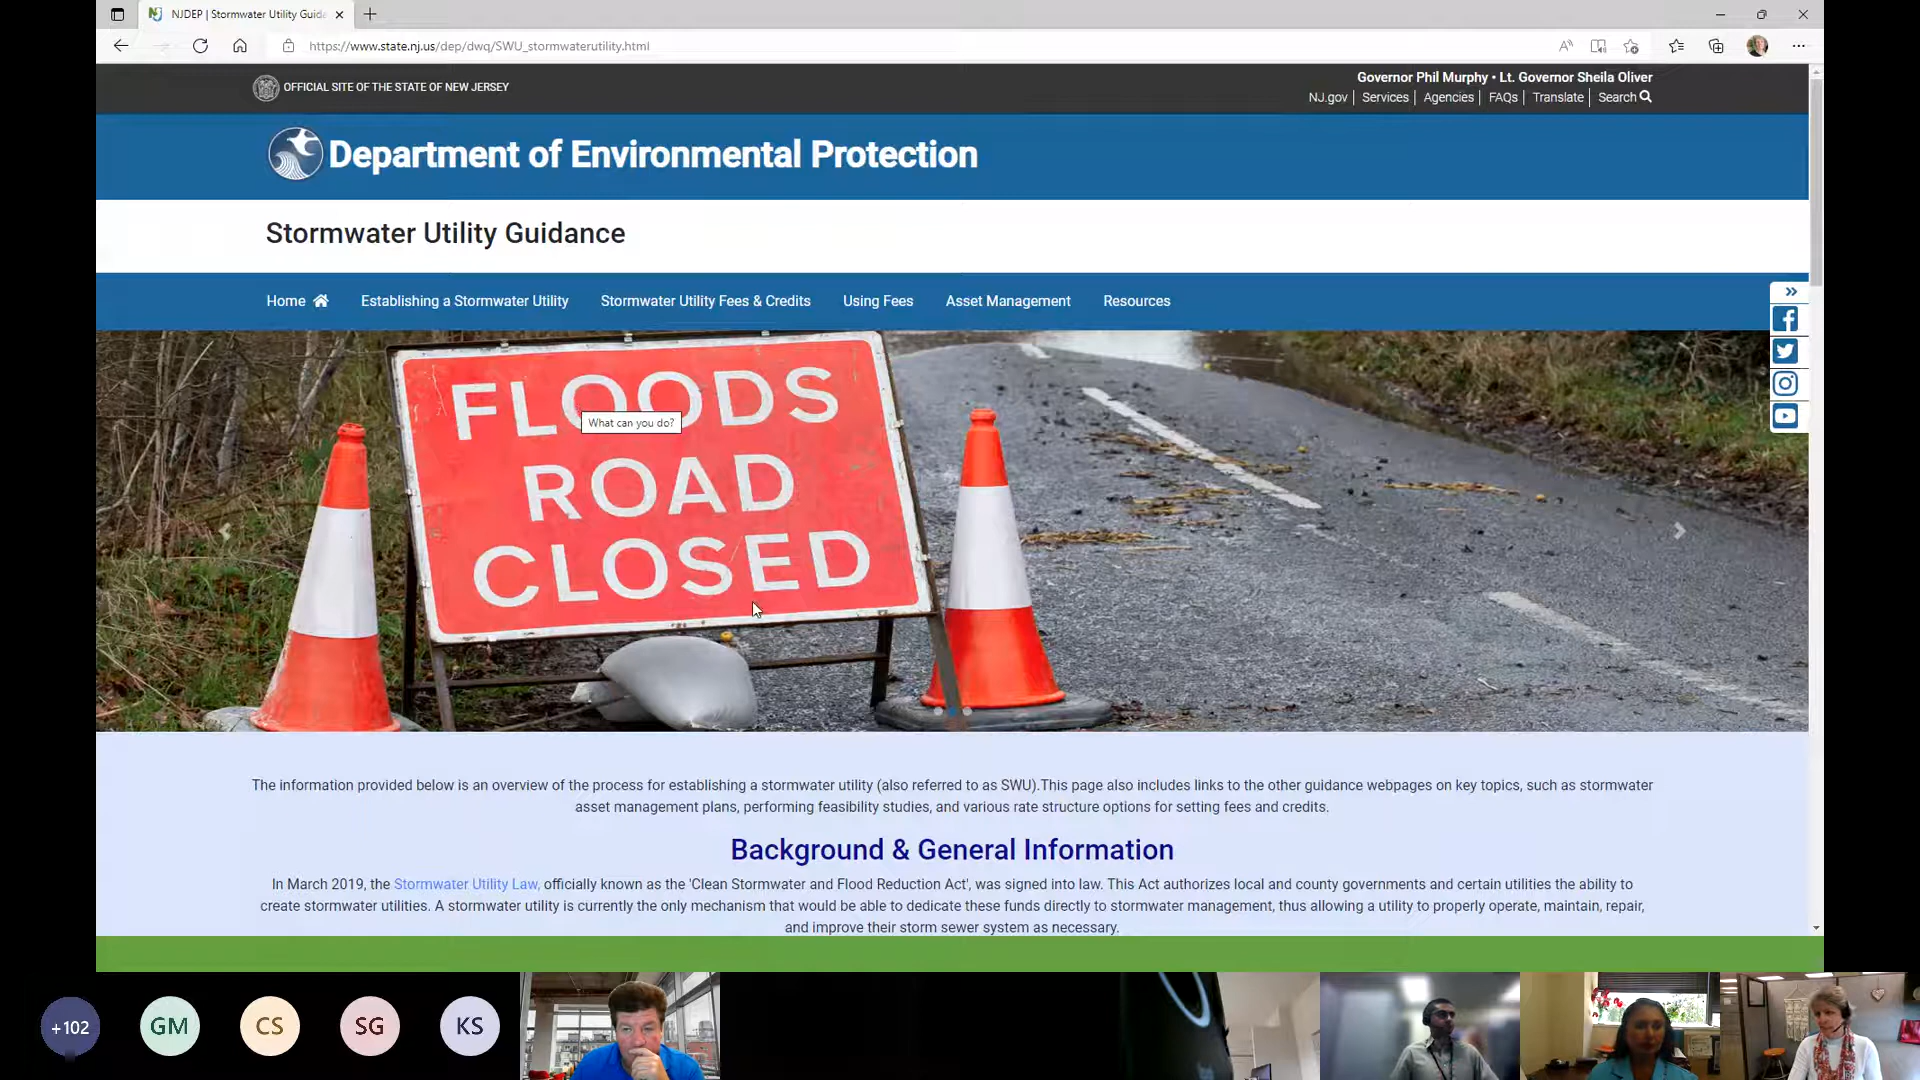 NJDEP | Stormwater Utility Guida
https://www.state.nj.us/dep/dwq/SWU_stormwaterutility.html
OFFICIAL SITE OF THE STATE OF NEW JERSEY
Governor Phil Murphy • Lt. Governor Sheila Oliver
NJ.gov | Services | Agencies | FAQs | Translate | Search
Department of Environmental Protection
Stormwater Utility Guidance
Home Establishing a Stormwater Utility Stormwater Utility Fees & Credits Using Fees Asset Management Resources
FLOODS
What can you do?
ROAD
CLOSED
The information provided below is an overview of the process for establishing a stormwater utility (also referred to as SWU).This page also includes links to the other guidance webpages on key topics, such as stormwater
asset management plans, performing feasibility studies, and various rate structure options for setting fees and credits.
Background & General Information
In March 2019, the Stormwater Utility Law, officially known as the 'Clean Stormwater and Flood Reduction Act', was signed into law. This Act authorizes local and county governments and certain utilities the ability to
create stormwater utilities. A stormwater utility is currently the only mechanism that would be able to dedicate these funds directly to stormwater management, thus allowing a utility to properly operate, maintain, repair,
and improve their storm sewer system as necessary.
+102 GM CS SG KS